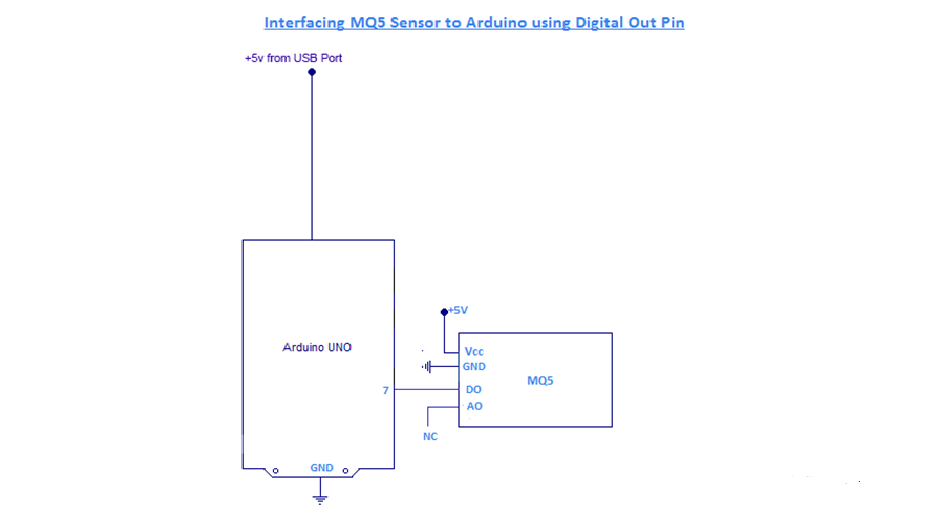 Interfacing MQ5 Sensor to Arduino using Digital Out Pin
+5v from USB Port
Arduino UNO
+5V
Vcc
GND
MQ5
7
DO
AO
NC
GND